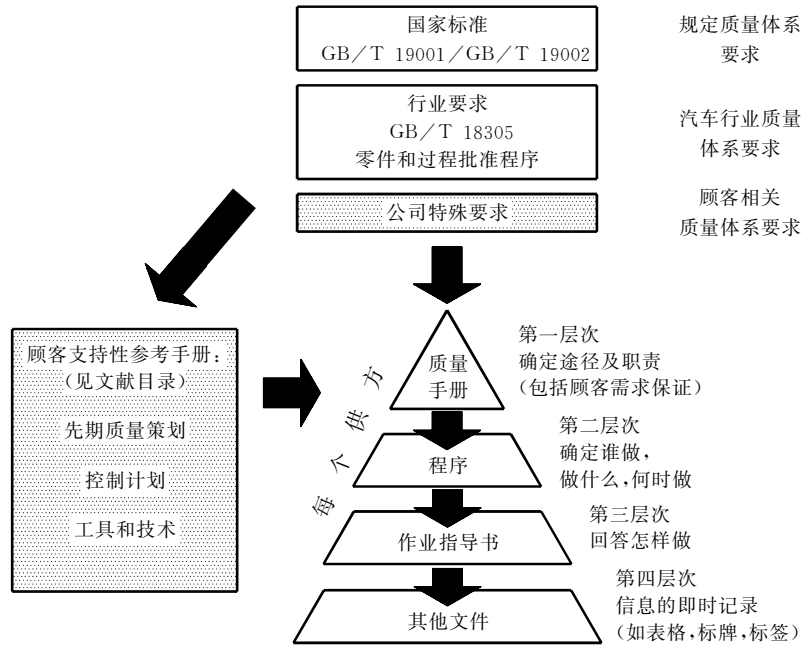 国家标准
GB/T 19001/GB/T 19002
规定质量体系
要求
行业要求
GB/T 18305
零件和过程批准程序
汽车行业质量
体系要求
公司特殊要求
顾客相关
质量体系要求
顾客支持性参考手册:
(见文献目录)
先期质量策划
控制计划
工具和技术
每个供方
质量
手册
第一层次
确定途径及职责
(包括顾客需求保证)
程序
第二层次
确定谁做,
做什么,何时做
作业指导书
第三层次
回答怎样做
其他文件
第四层次
信息的即时记录
(如表格,标牌,标签)